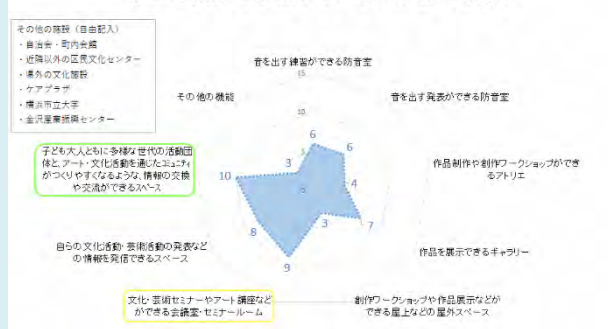 その他の施設（自由記入）
・自治会・町内会館
・近隣以外の区民文化センター
・県外の文化施設
・ケアプラザ
・横浜市立大学
・金沢産業振興センター
音を出す練習ができる防音室
15
10
5
その他の機能
音を出す発表ができる防音室
6
6
3
4
10
7
8
3
9
子ども大人ともに多様な世代の活動団
体と、アート・文化活動を通じたコミュニティ
がつくりやすくなるような、情報の交換
や交流ができるスペース
作品制作や創作ワークショップができ
るアトリエ
自らの文化活動・芸術活動の発表など
の情報を発信できるスペース
作品を展示できるギャラリー
文化・芸術セミナーやアート講座など
ができる会議室・セミナールーム
創作ワークショップや作品展示などが
できる屋上などの屋外スペース